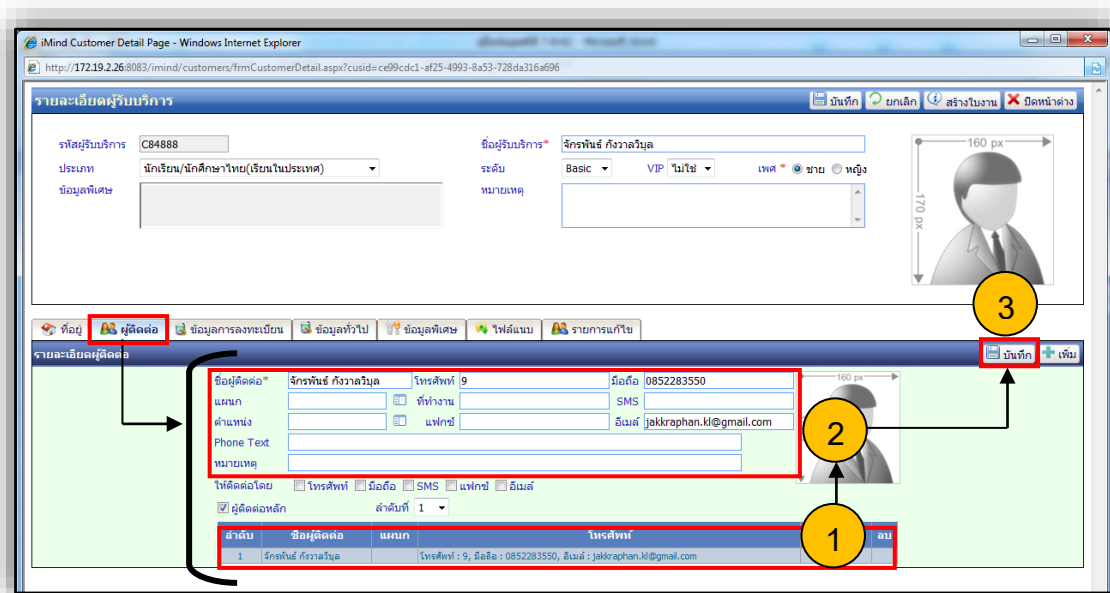 iMind Customer Detail Page - Windows Internet Explorer
http://172.19.2.26:8083/imind/customers/frmCustomerDetail.aspx?cusid=ce99cdc1-af25-4993-8a53-728da316a696
รายละเอียดผู้รับบริการ บันทึก ยกเลิก สร้างใบงาน ปิดหน้าต่าง
รหัสผู้รับบริการ C84888 ชื่อผู้รับบริการ* จักรพันธ์ กังวาลวิบุล 160 px
ประเภท นักเรียน/นักศึกษาไทย(เรียนในประเทศ) ระดับ Basic VIP ไม่ใช่ เพศ * ชาย หญิง
ข้อมูลพิเศษ หมายเหตุ
170 px
3
ที่อยู่ ผู้ติดต่อ ข้อมูลการลงทะเบียน ข้อมูลทั่วไป ข้อมูลพิเศษ ไฟล์แนบ รายการแก้ไข
รายละเอียดผู้ติดต่อ บันทึก เพิ่ม
ชื่อผู้ติดต่อ* จักรพันธ์ กังวาลวิบุล โทรศัพท์ 9 มือถือ 0852283550 160 px
แผนก ที่ทำงาน SMS
ตำแหน่ง แฟกซ์ อีเมล์ jakkraphan.kl@gmail.com 2
Phone Text
หมายเหตุ
ให้ติดต่อโดย โทรศัพท์ มือถือ SMS แฟกซ์ อีเมล์
ผู้ติดต่อหลัก ลำดับที่ 1
1
ลำดับ ชื่อผู้ติดต่อ แผนก โทรศัพท์ ลบ
1 จักรพันธ์ กังวาลวิบุล โทรศัพท์ : 9, มือถือ : 0852283550, อีเมล์ : jakkraphan.kl@gmail.com